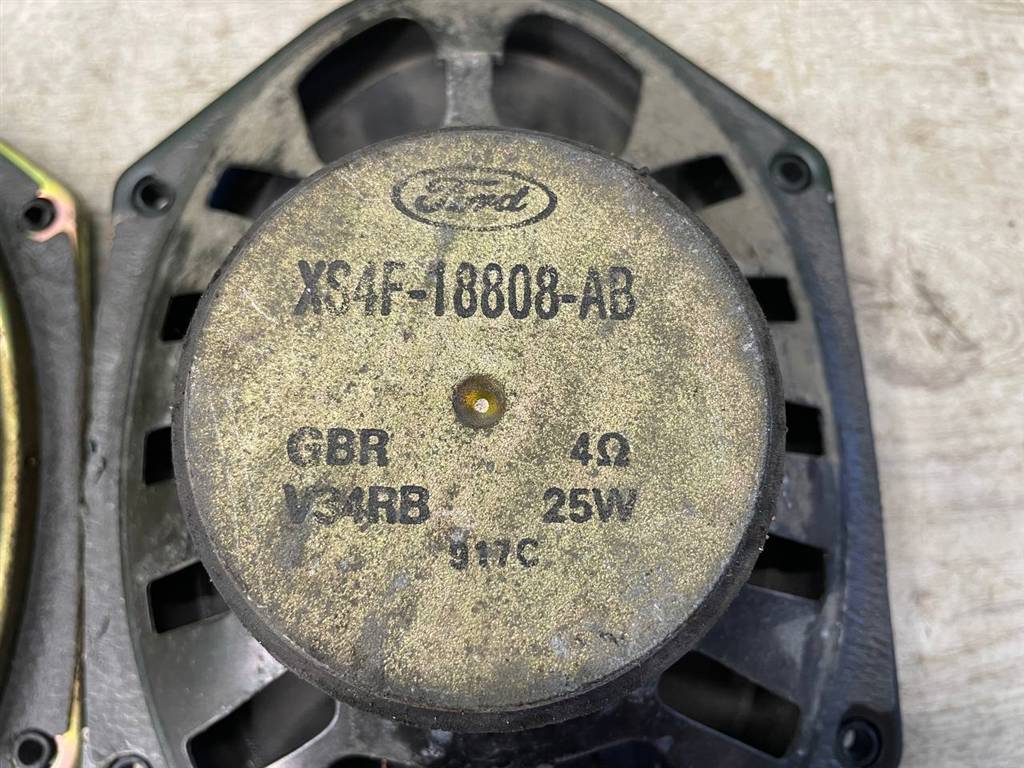 Ford
XS4F-18808-AB
GBR 4Ω
V34RB 25W
917C